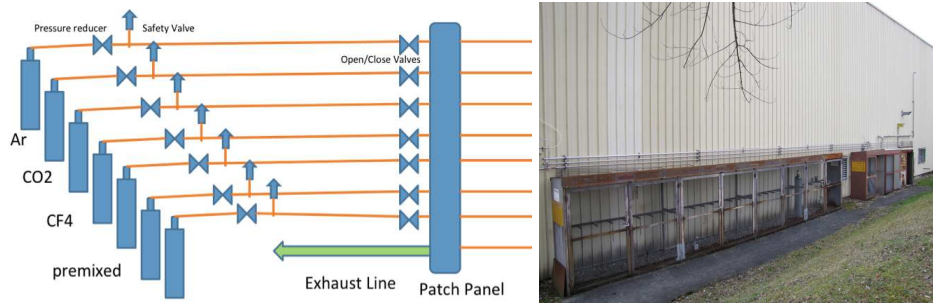 Pressure reducer
Safety Valve
Open/Close Valves
Ar
CO2
CF4
premixed
Exhaust Line
Patch Panel